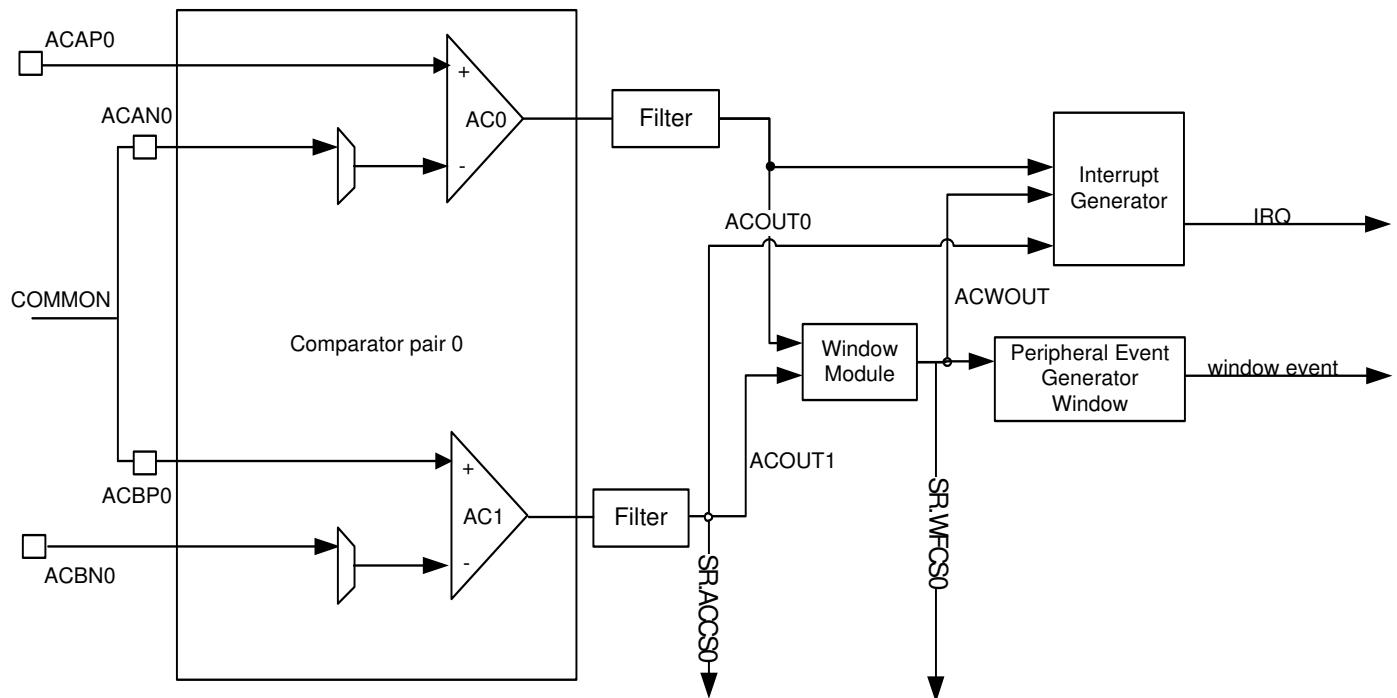 ACAP0
+
AC0
-
ACAN0
Filter
Interrupt
Generator
IRQ
ACOUT0
COMMON
ACWOUT
Comparator pair 0
Window
Module
Peripheral Event
Generator
Window
window event
ACOUT1
ACBP0
+
AC1
-
Filter
ACBN0
SR.ACCS0
SR.WFCS0